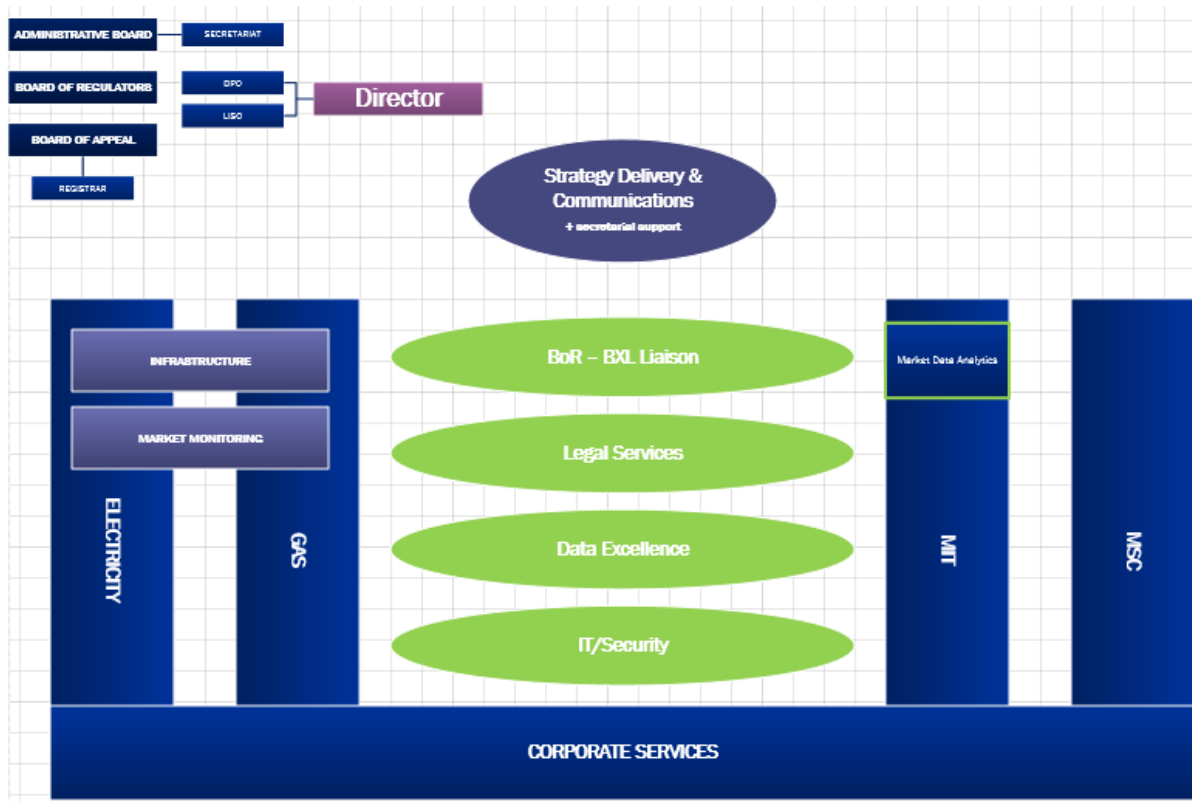 ADMINISTRATIVE BOARD
SECRETARIAT
BOARD OF REGULATORS
DPO
LISO
Director
BOARD OF APPEAL
REGISTRAR
Strategy Delivery &
Communications
+ secretarial support
INFRASTRUCTURE
MARKET MONITORING
ELECTRICITY
GAS
BoR – BXL Liaison
Legal Services
Data Excellence
IT/Security
Market Data Analytics
MIT
MSC
CORPORATE SERVICES